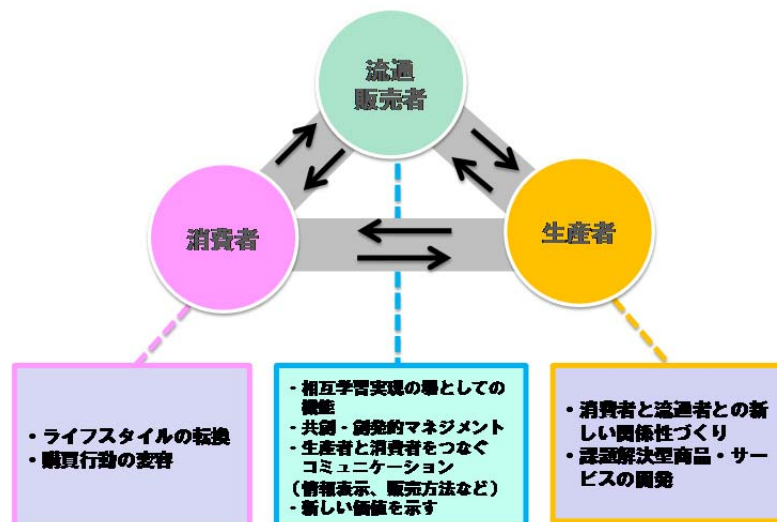 流通
販売者
消費者
生産者
・ライフスタイルの転換
・購買行動の変容
・相互学習実現の場としての
機能
・共創・創発的マネジメント
・生産者と消費者をつなぐ
コミュニケーション
（情報表示、販売方法など）
・新しい価値を示す
・消費者と流通者との新
しい関係性づくり
・課題解決型商品・サー
ビスの開発